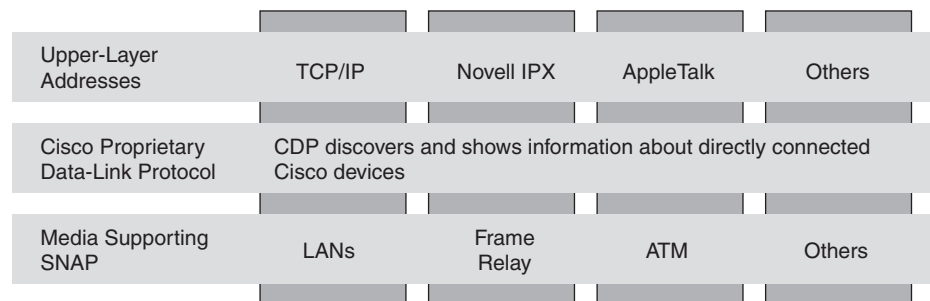 Upper-Layer
Addresses
TCP/IP
Novell IPX
AppleTalk
Others
Cisco Proprietary
Data-Link Protocol
CDP discovers and shows information about directly connected
Cisco devices
Media Supporting
SNAP
LANs
Frame
Relay
ATM
Others